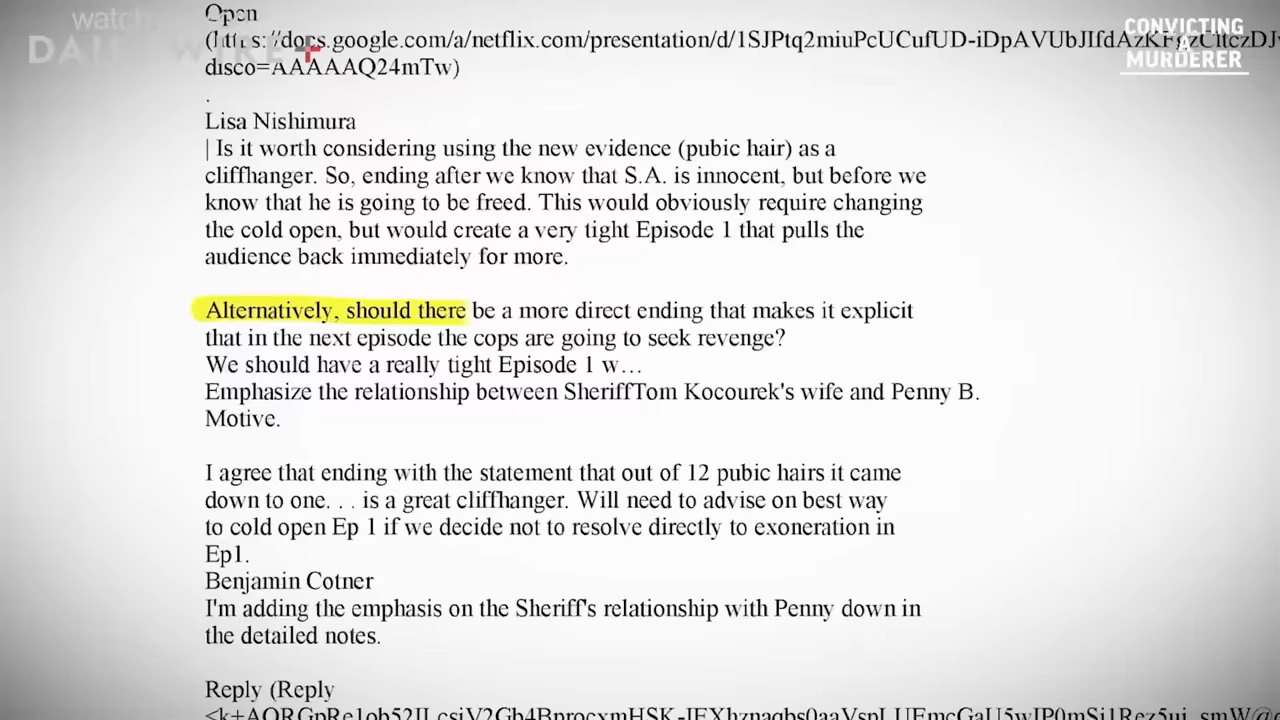 watch
DAILYWIRE+
CONVICTING
A
MURDERER
Open
(https://docs.google.com/a/netflix.com/presentation/d/
disco=AAAAAQ24mTw)
.
Lisa Nishimura
| Is it worth considering using the new evidence (pubic hair) as a
cliffhanger. So, ending after we know that S.A. is innocent, but before we
know that he is going to be freed. This would obviously require changing
the cold open, but would create a very tight Episode 1 that pulls the
audience back immediately for more.
Alternatively, should there be a more direct ending that makes it explicit
that in the next episode the cops are going to seek revenge?
We should have a really tight Episode 1 w…
Emphasize the relationship between SheriffTom Kocourek's wife and Penny B.
Motive.
I agree that ending with the statement that out of 12 pubic hairs it came
down to one. . . is a great cliffhanger. Will need to advise on best way
to cold open Ep 1 if we decide not to resolve directly to exoneration in
Ep1.
Benjamin Cotner
I'm adding the emphasis on the Sheriff's relationship with Penny down in
the detailed notes.
Reply (Reply